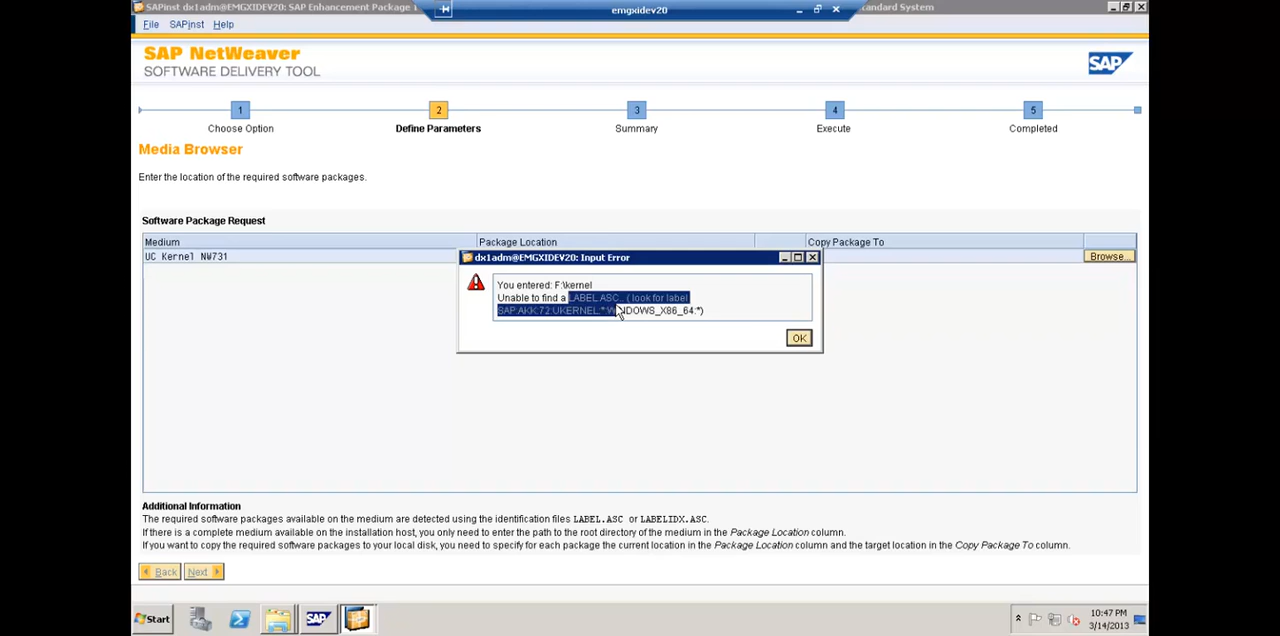 SAPinst dx1adm@EMGXIDEV20: SAP Enhancement Package
emgxidev20
tandard System
File SAPinst Help
SAP NetWeaver
SOFTWARE DELIVERY TOOL
SAP
1 2 3 4 5
Choose Option Define Parameters Summary Execute Completed
Media Browser
Enter the location of the required software packages.
Software Package Request
Medium Package Location Copy Package To
UC Kernel NW731 Browse...
dx1adm@EMGXIDEV20: Input Error
You entered: F:\kernel
Unable to find a LABEL.ASC.. ( look for label
SAP:AKK:72:UKERNEL:*:WINDOWS_X86_64:*)
OK
Additional Information
The required software packages available on the medium are detected using the identification files LABEL.ASC or LABELIDX.ASC.
If there is a complete medium available on the installation host, you only need to enter the path to the root directory of the medium in the Package Location column.
If you want to copy the required software packages to your local disk, you need to specify for each package the current location in the Package Location column and the target location in the Copy Package To column.
Back Next
Start SAP
10:47 PM
3/14/2013